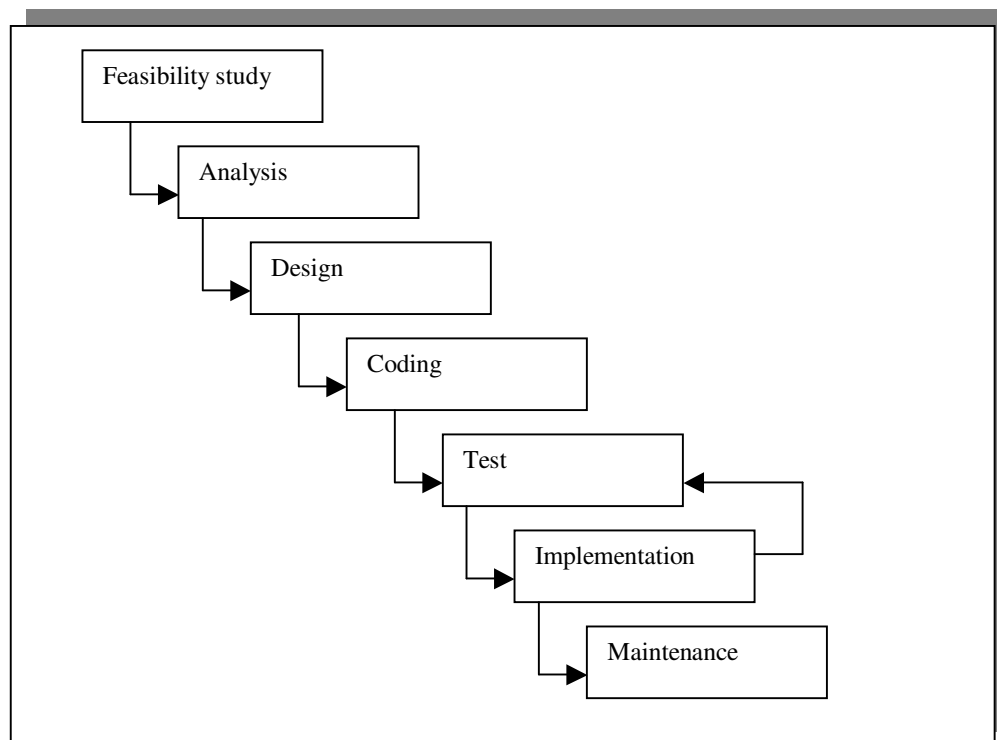 Feasibility study
Analysis
Design
Coding
Test
Implementation
Maintenance